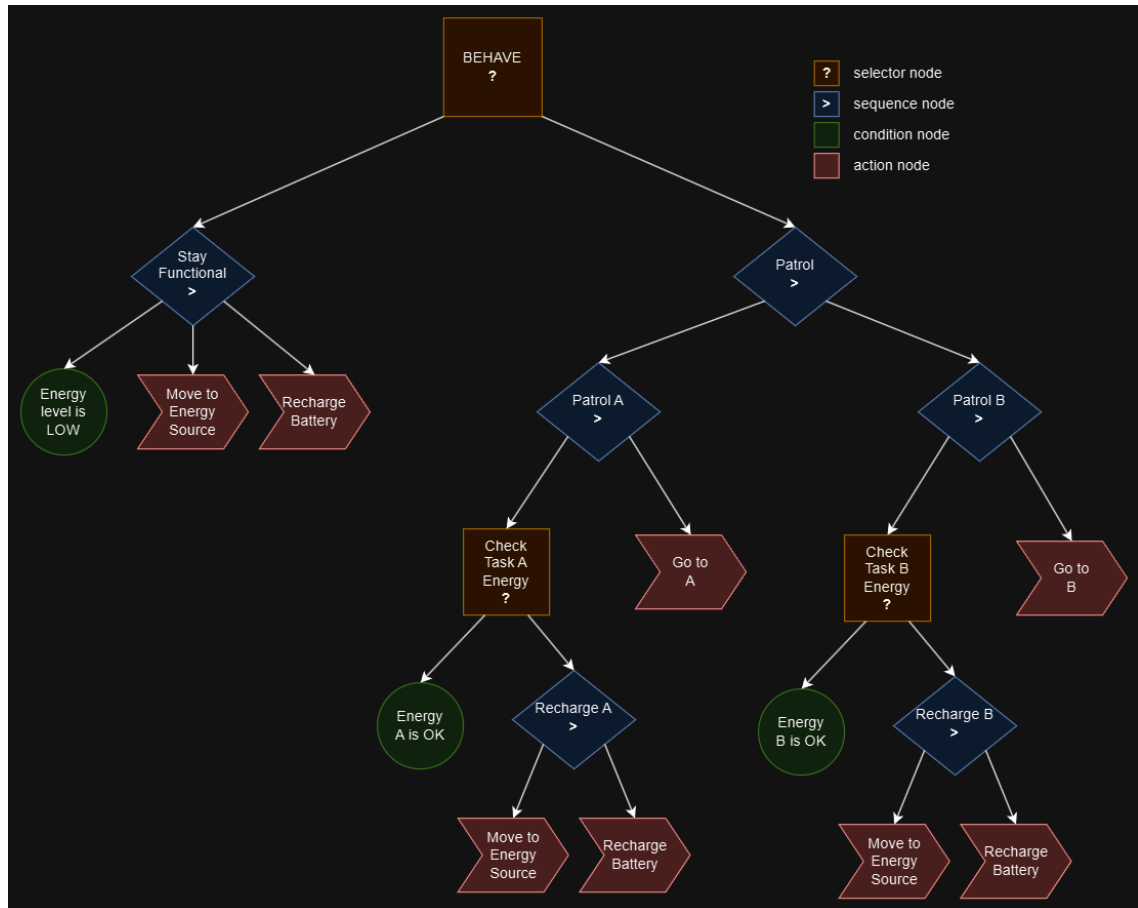 BEHAVE
?
? selector node
> sequence node
condition node
action node
Stay
Functional
>
Patrol
>
Energy
level is
LOW
Move to
Energy
Source
Recharge
Battery
Patrol A
>
Patrol B
>
Check
Task A
Energy
?
Go to
A
Check
Task B
Energy
?
Go to
B
Energy
A is OK
Recharge A
>
Energy
B is OK
Recharge B
>
Move to
Energy
Source
Recharge
Battery
Move to
Energy
Source
Recharge
Battery